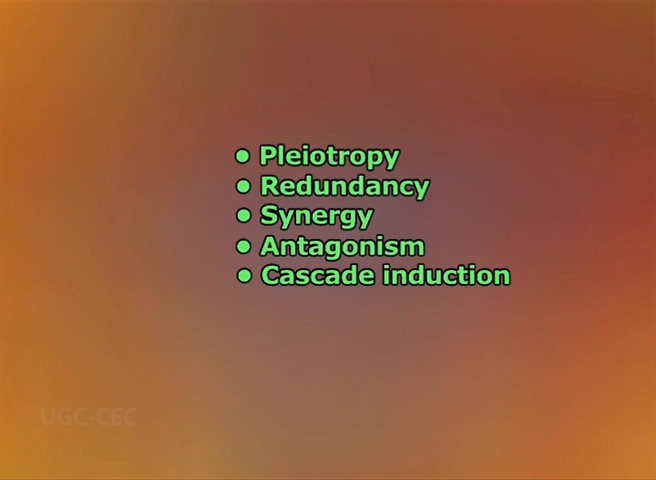 • Pleiotropy
• Redundancy
• Synergy
• Antagonism
• Cascade induction
UGC-CEC